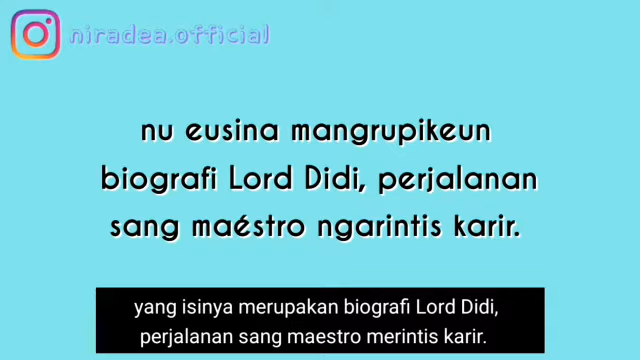 niradea.official
nu eusina mangrupikeun
biografi Lord Didi, perjalanan
sang maéstro ngarintis karir.
yang isinya merupakan biografi Lord Didi,
perjalanan sang maestro merintis karir.